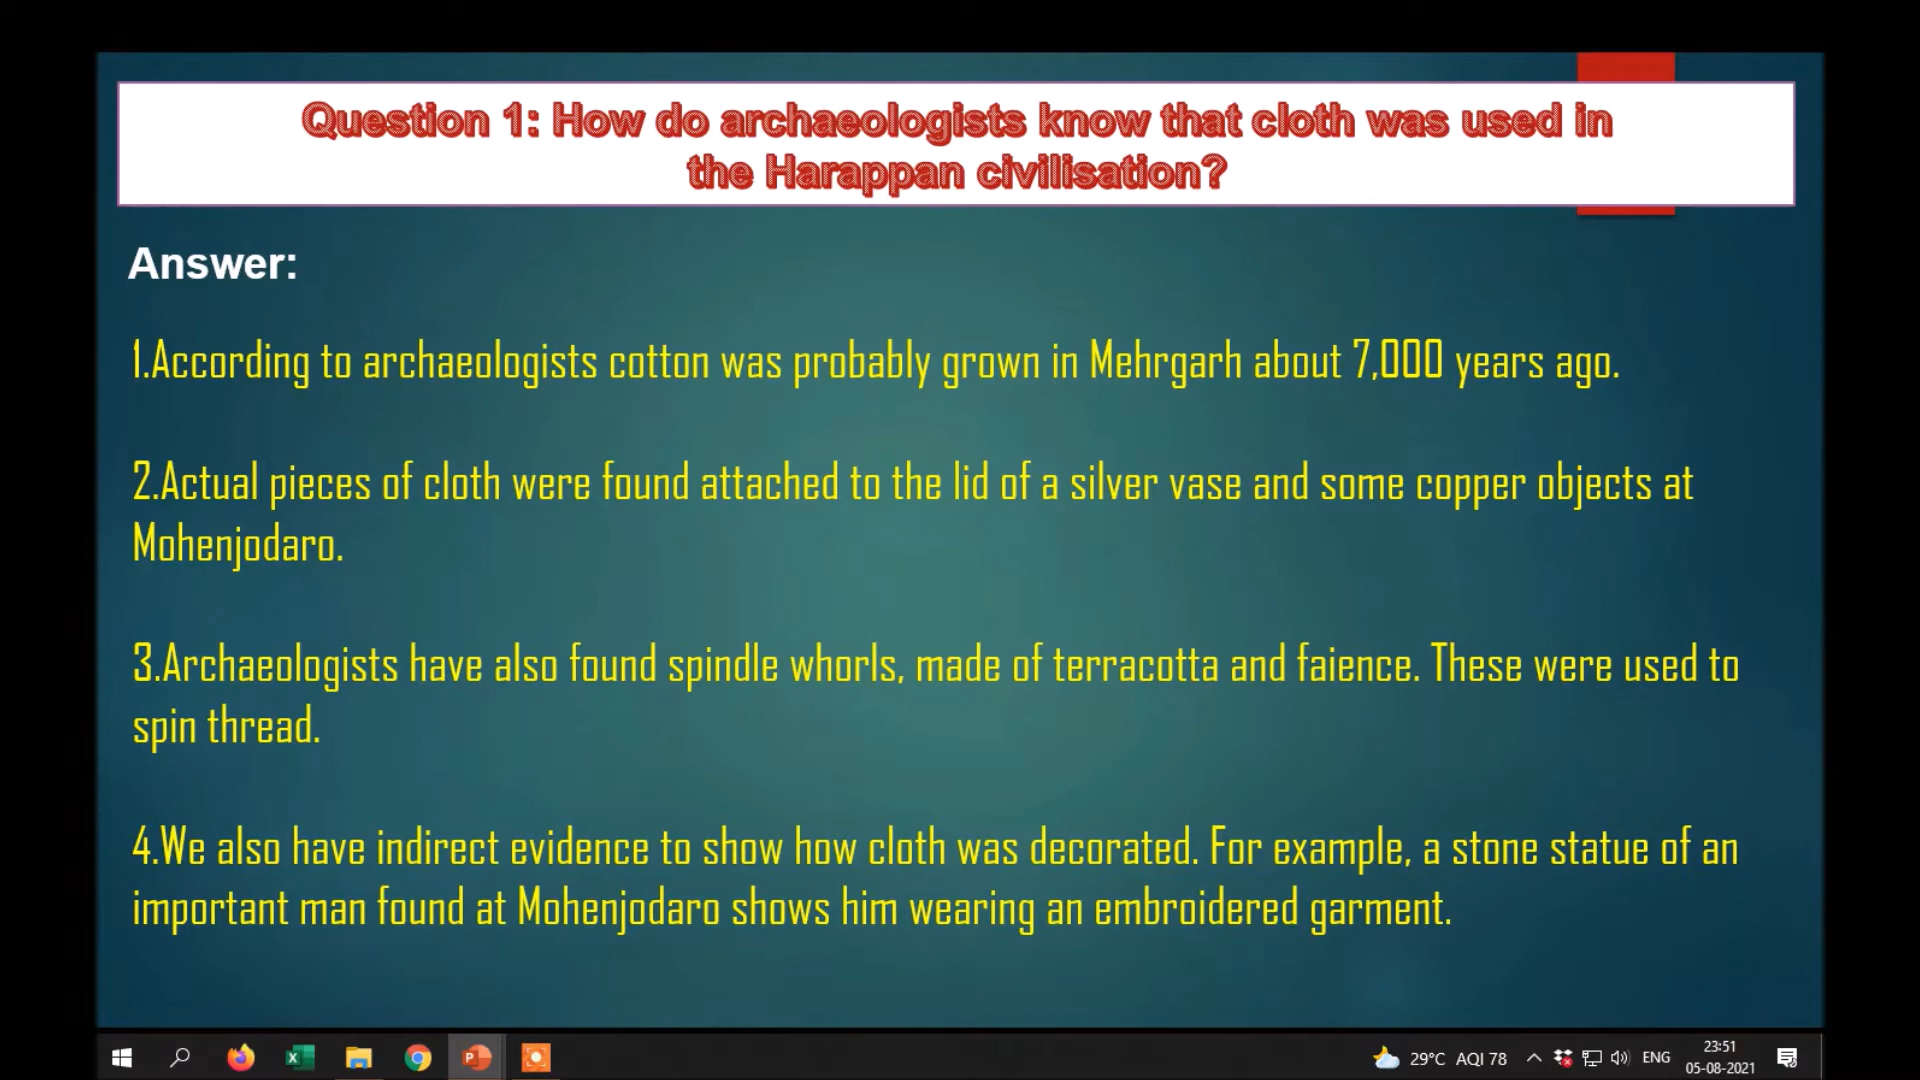 Question 1: How do archaeologists know that cloth was used in
the Harappan civilisation?
Answer:
1.According to archaeologists cotton was probably grown in Mehrgarh about 7,000 years ago.
2.Actual pieces of cloth were found attached to the lid of a silver vase and some copper objects at
Mohenjodaro.
3.Archaeologists have also found spindle whorls, made of terracotta and faience. These were used to
spin thread.
4.We also have indirect evidence to show how cloth was decorated. For example, a stone statue of an
important man found at Mohenjodaro shows him wearing an embroidered garment.
29°C AQI 78 ENG 23:51
05-08-2021